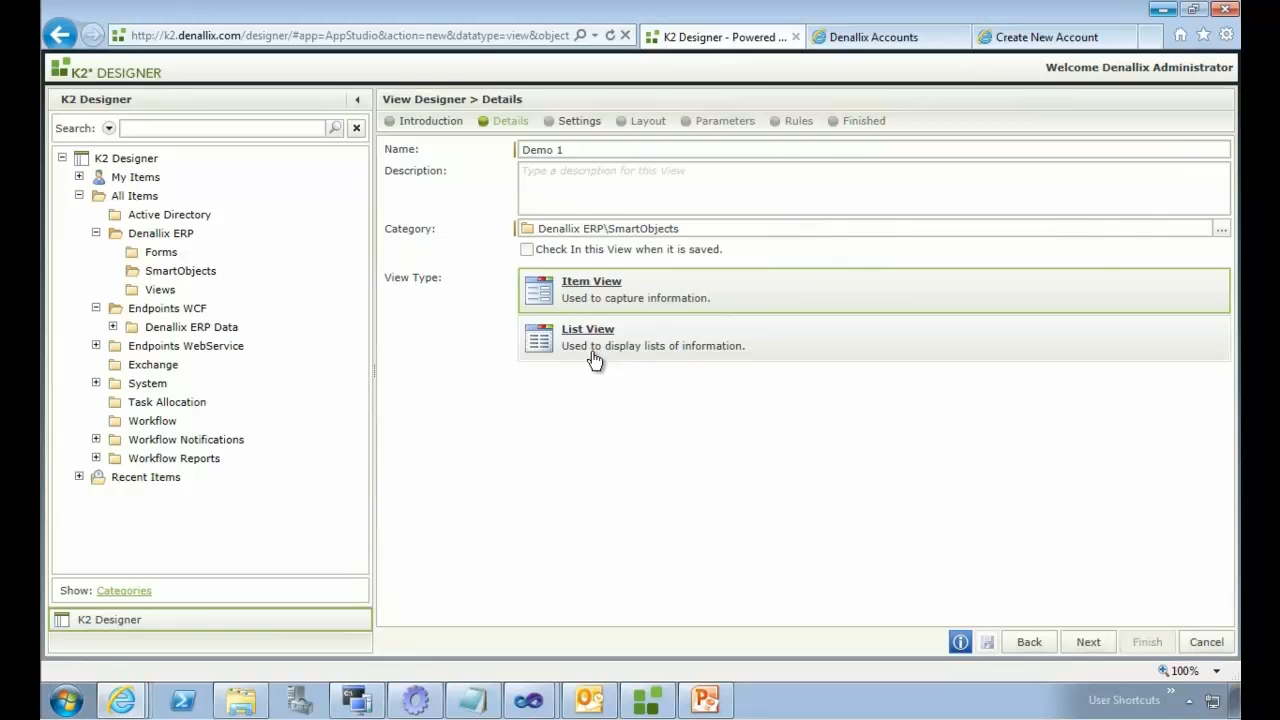 http://k2.denallix.com/designer/#app=AppStudio&action=new&datatype=view&object
K2 Designer - Powered ...
Denallix Accounts
Create New Account
K2* DESIGNER
Welcome Denallix Administrator
K2 Designer
View Designer > Details
Introduction
Details
Settings
Layout
Parameters
Rules
Finished
Search:
K2 Designer
My Items
All Items
Active Directory
Denallix ERP
Forms
SmartObjects
Views
Endpoints WCF
Denallix ERP Data
Endpoints WebService
Exchange
System
Task Allocation
Workflow
Workflow Notifications
Workflow Reports
Recent Items
Show: Categories
K2 Designer
Name:
Demo 1
Description:
Type a description for this View
Category:
Denallix ERP\SmartObjects
...
Check In this View when it is saved.
View Type:
Item View
Used to capture information.
List View
Used to display lists of information.
Back
Next
Finish
Cancel
100%
User Shortcuts